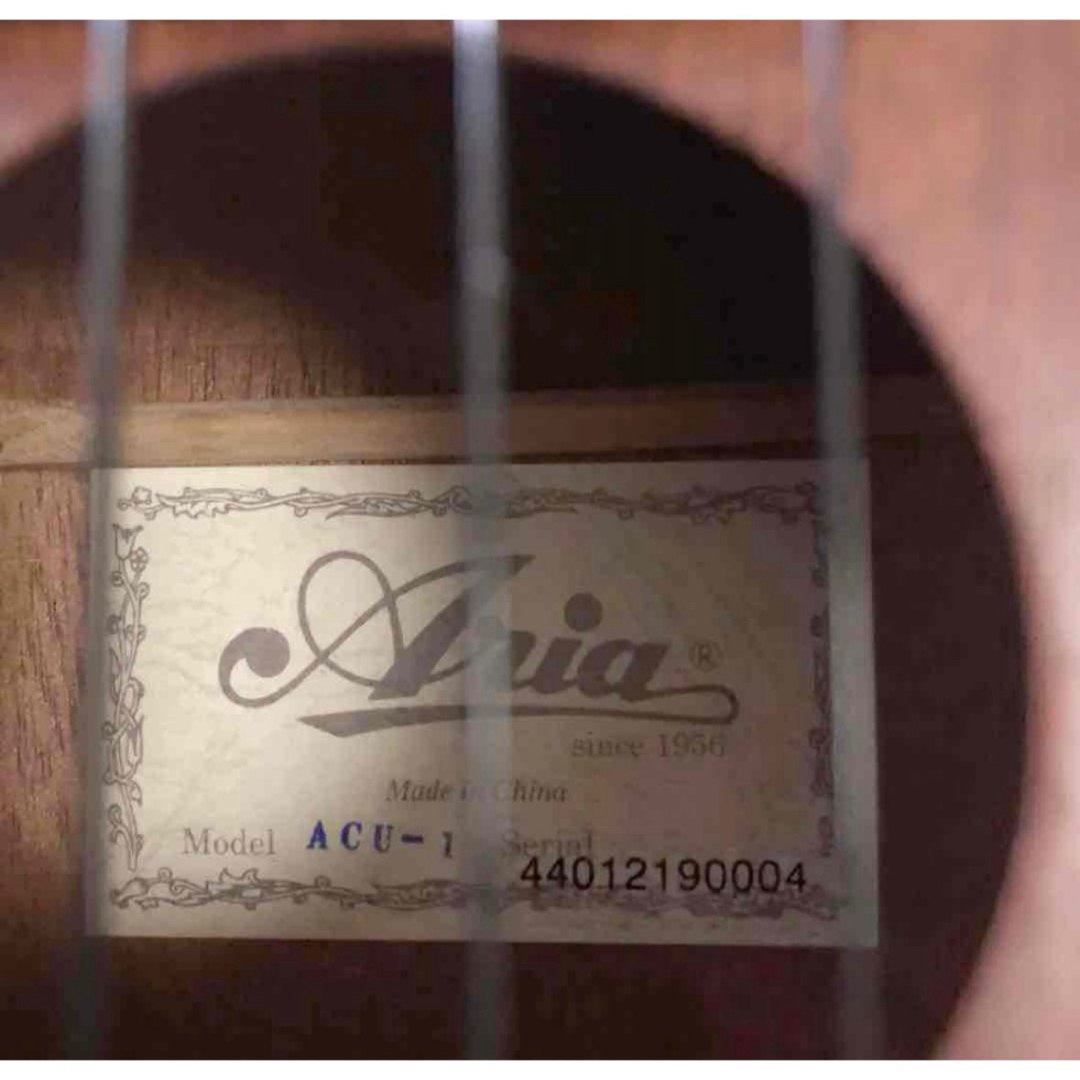 Aria®
since 1956
Made in China
Model ACU-1 Serial
44012190004